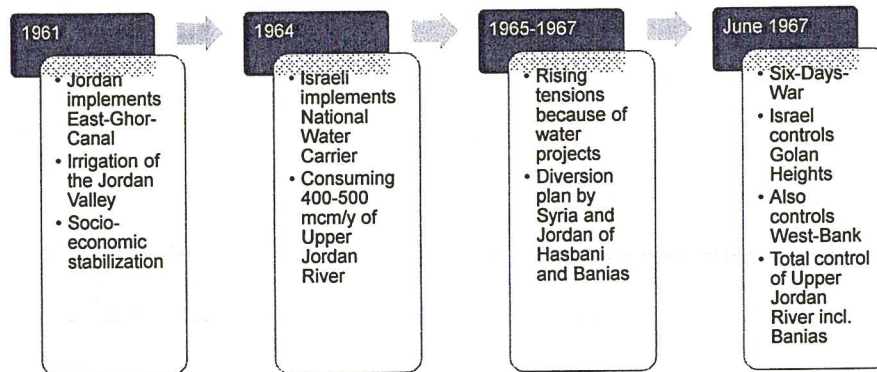 1961
• Jordan
implements
East-Ghor-
Canal
• Irrigation of
the Jordan
Valley
• Socio-
economic
stabilization
1964
• Israeli
implements
National
Water
Carrier
• Consuming
400-500
mcm/y of
Upper
Jordan
River
1965-1967
• Rising
tensions
because of
water
projects
• Diversion
plan by
Syria and
Jordan of
Hasbani
and Banias
June 1967
• Six-Days-
War
• Israel
controls
Golan
Heights
• Also
controls
West-Bank
• Total control
of Upper
Jordan
River incl.
Banias